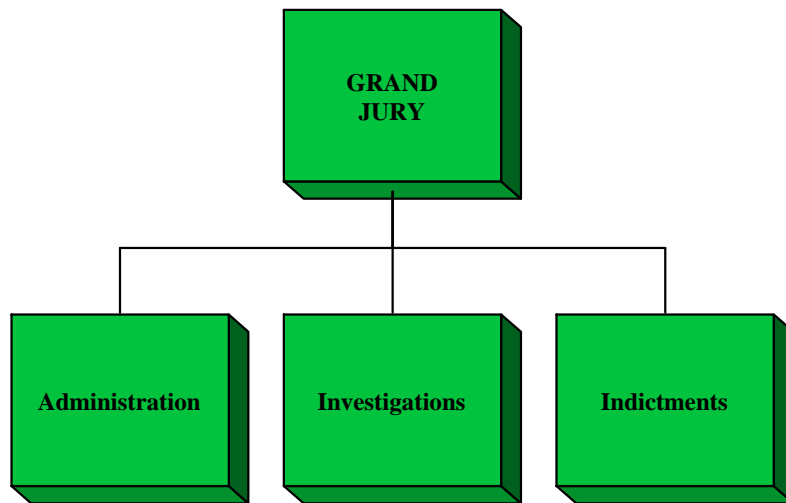 GRAND
JURY
Administration
Investigations
Indictments